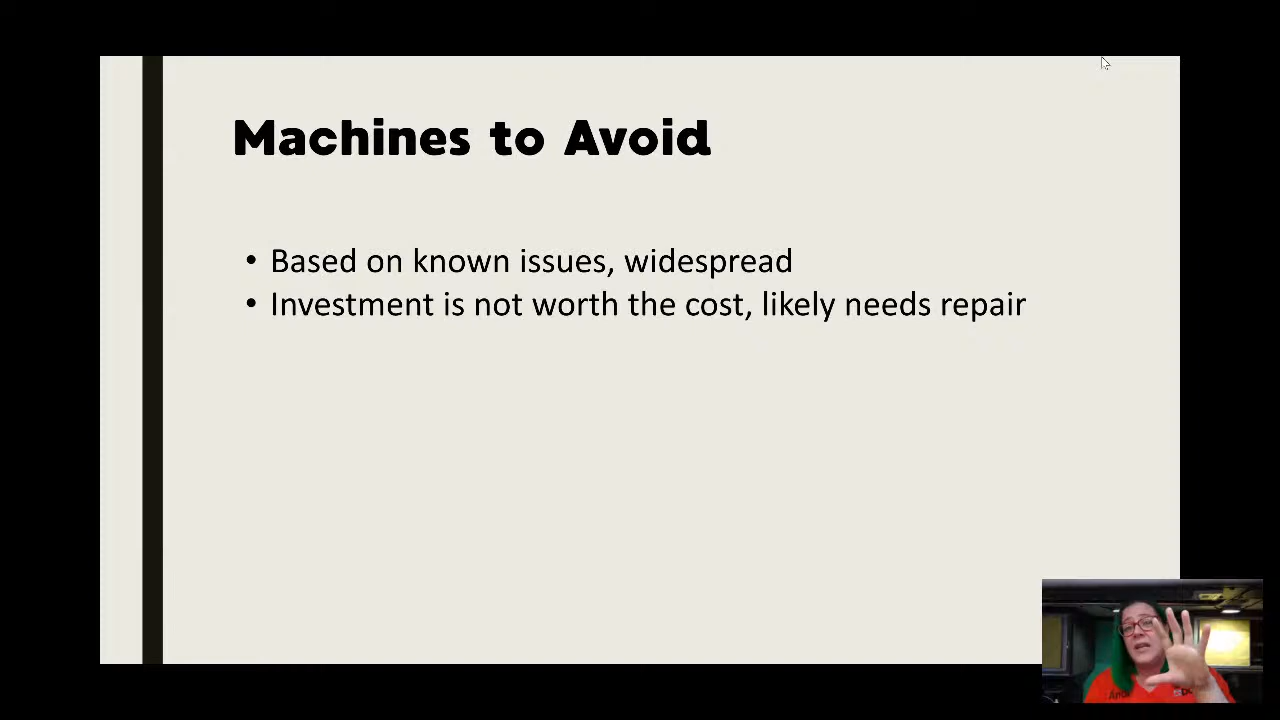 Machines to Avoid
• Based on known issues, widespread
• Investment is not worth the cost, likely needs repair